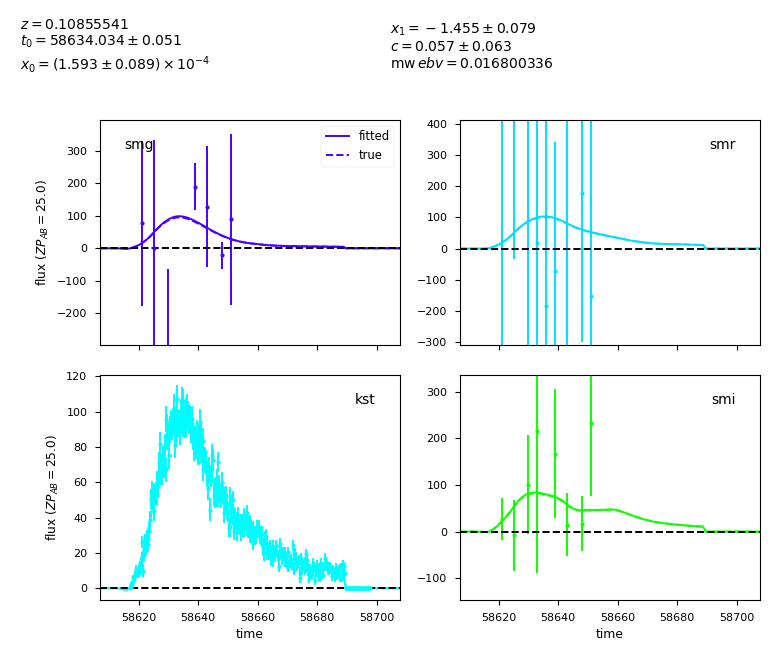 z = 0.10855541
t₀ = 58634.034 ± 0.051
x₀ = (1.593 ± 0.089) × 10⁻⁴
x₁ = −1.455 ± 0.079
c = 0.057 ± 0.063
mw ebv = 0.016800336
smg
fitted
true
300
200
100
0
−100
−200
flux (ZP_AB = 25.0)
smr
400
300
200
100
0
−100
−200
−300
kst
120
100
80
60
40
20
0
flux (ZP_AB = 25.0)
58620 58640 58660 58680 58700
time
smi
300
200
100
0
−100
58620 58640 58660 58680 58700
time